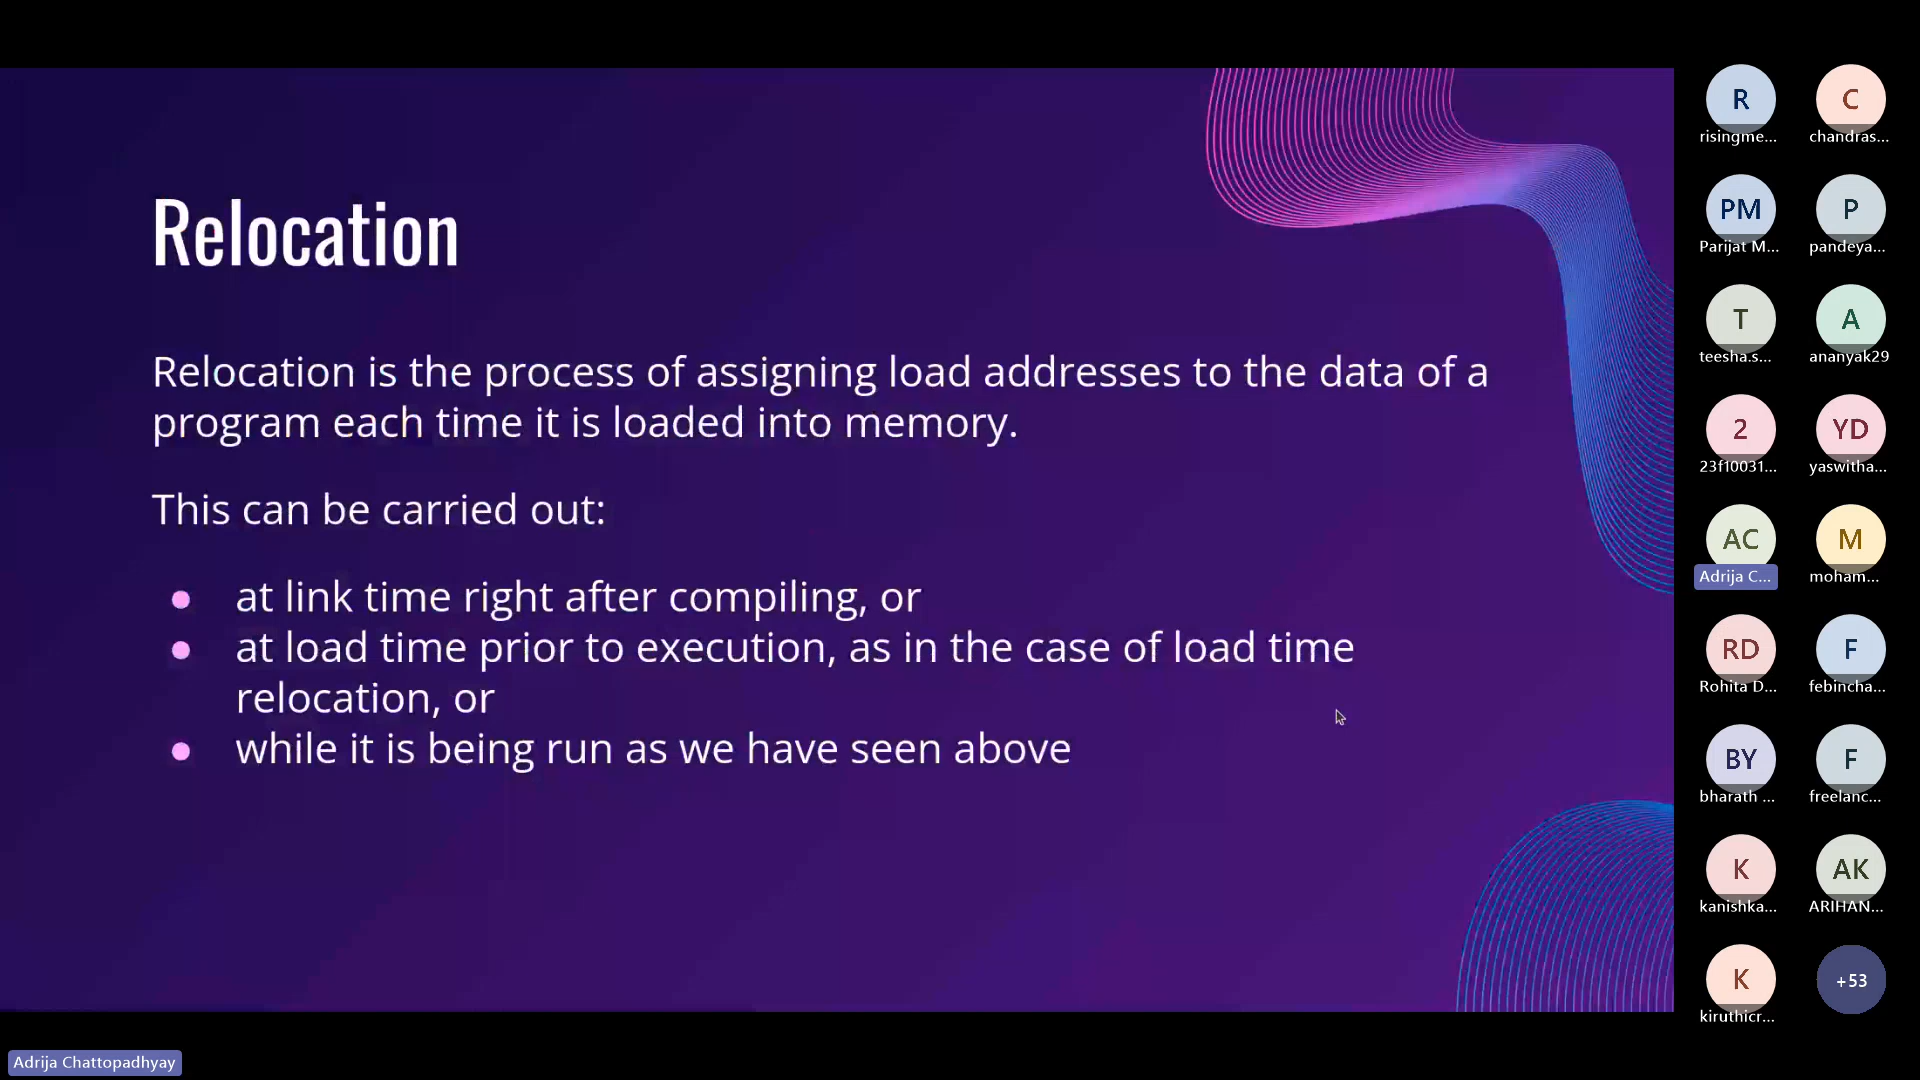 Relocation
Relocation is the process of assigning load addresses to the data of a
program each time it is loaded into memory.
This can be carried out:
at link time right after compiling, or
at load time prior to execution, as in the case of load time
relocation, or
while it is being run as we have seen above
R
risingme...
C
chandras...
PM
Parijat M...
P
pandeya...
T
teesha.s...
A
ananyak29
2
23f10031...
YD
yaswitha...
AC
Adrija C...
M
moham...
RD
Rohita D...
F
febincha...
BY
bharath ...
F
freelanc...
K
kanishka...
AK
ARIHAN...
K
kiruthicr...
+53
Adrija Chattopadhyay